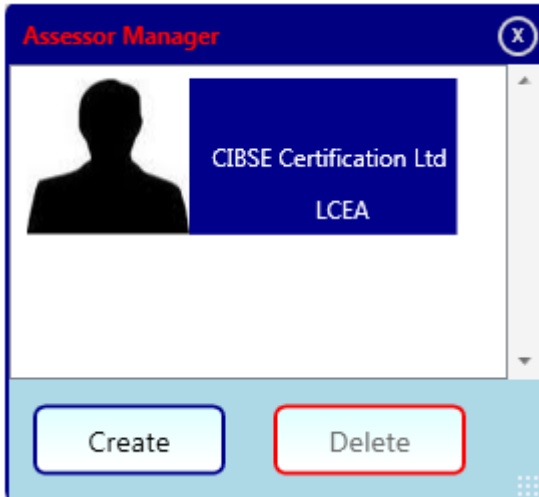 Assessor Manager
X
CIBSE Certification Ltd
LCEA
Create
Delete